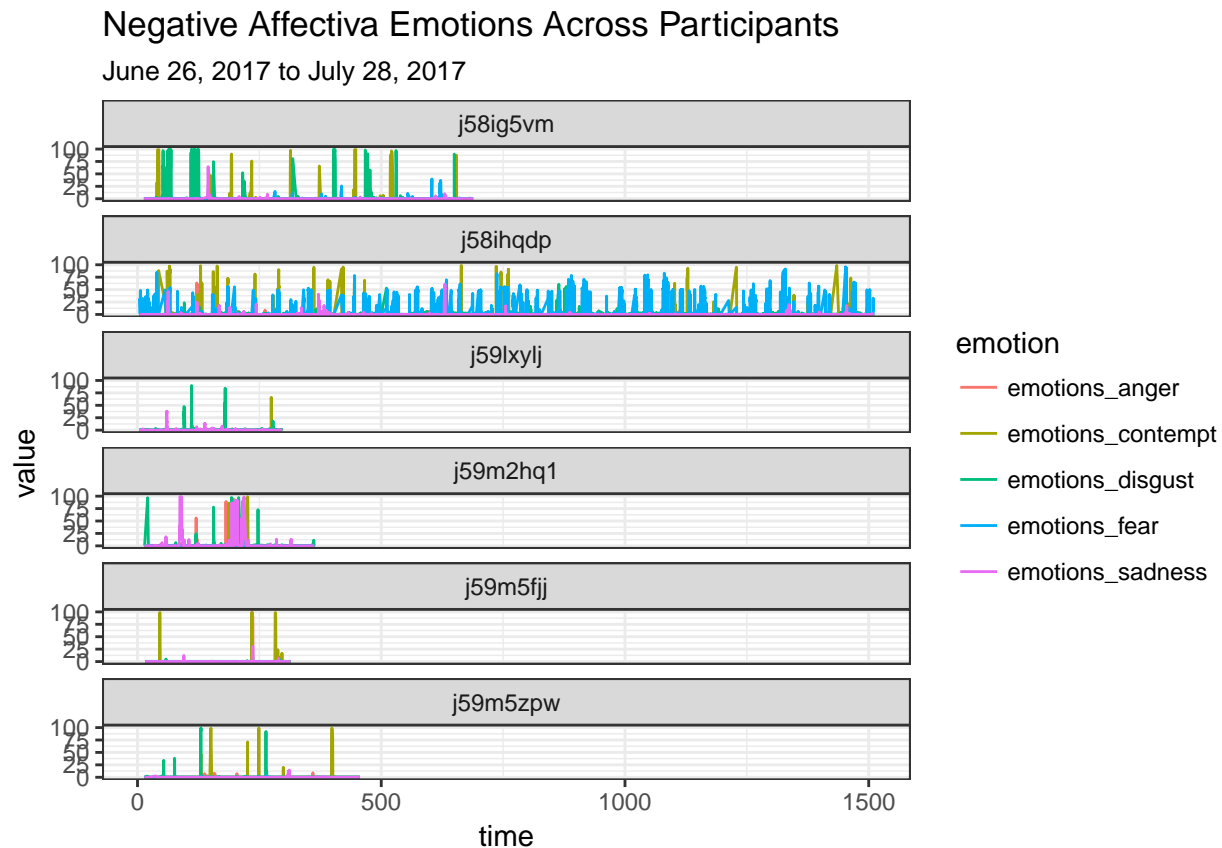 Negative Affectiva Emotions Across Participants
June 26, 2017 to July 28, 2017
j58ig5vm
100
75
50
25
0
j58ihqdp
100
75
50
25
0
j59lxylj
100
75
50
25
0
j59m2hq1
100
75
50
25
0
j59m5fjj
100
75
50
25
0
j59m5zpw
100
75
50
25
0
0 500 1000 1500
time
value
emotion
emotions_anger
emotions_contempt
emotions_disgust
emotions_fear
emotions_sadness